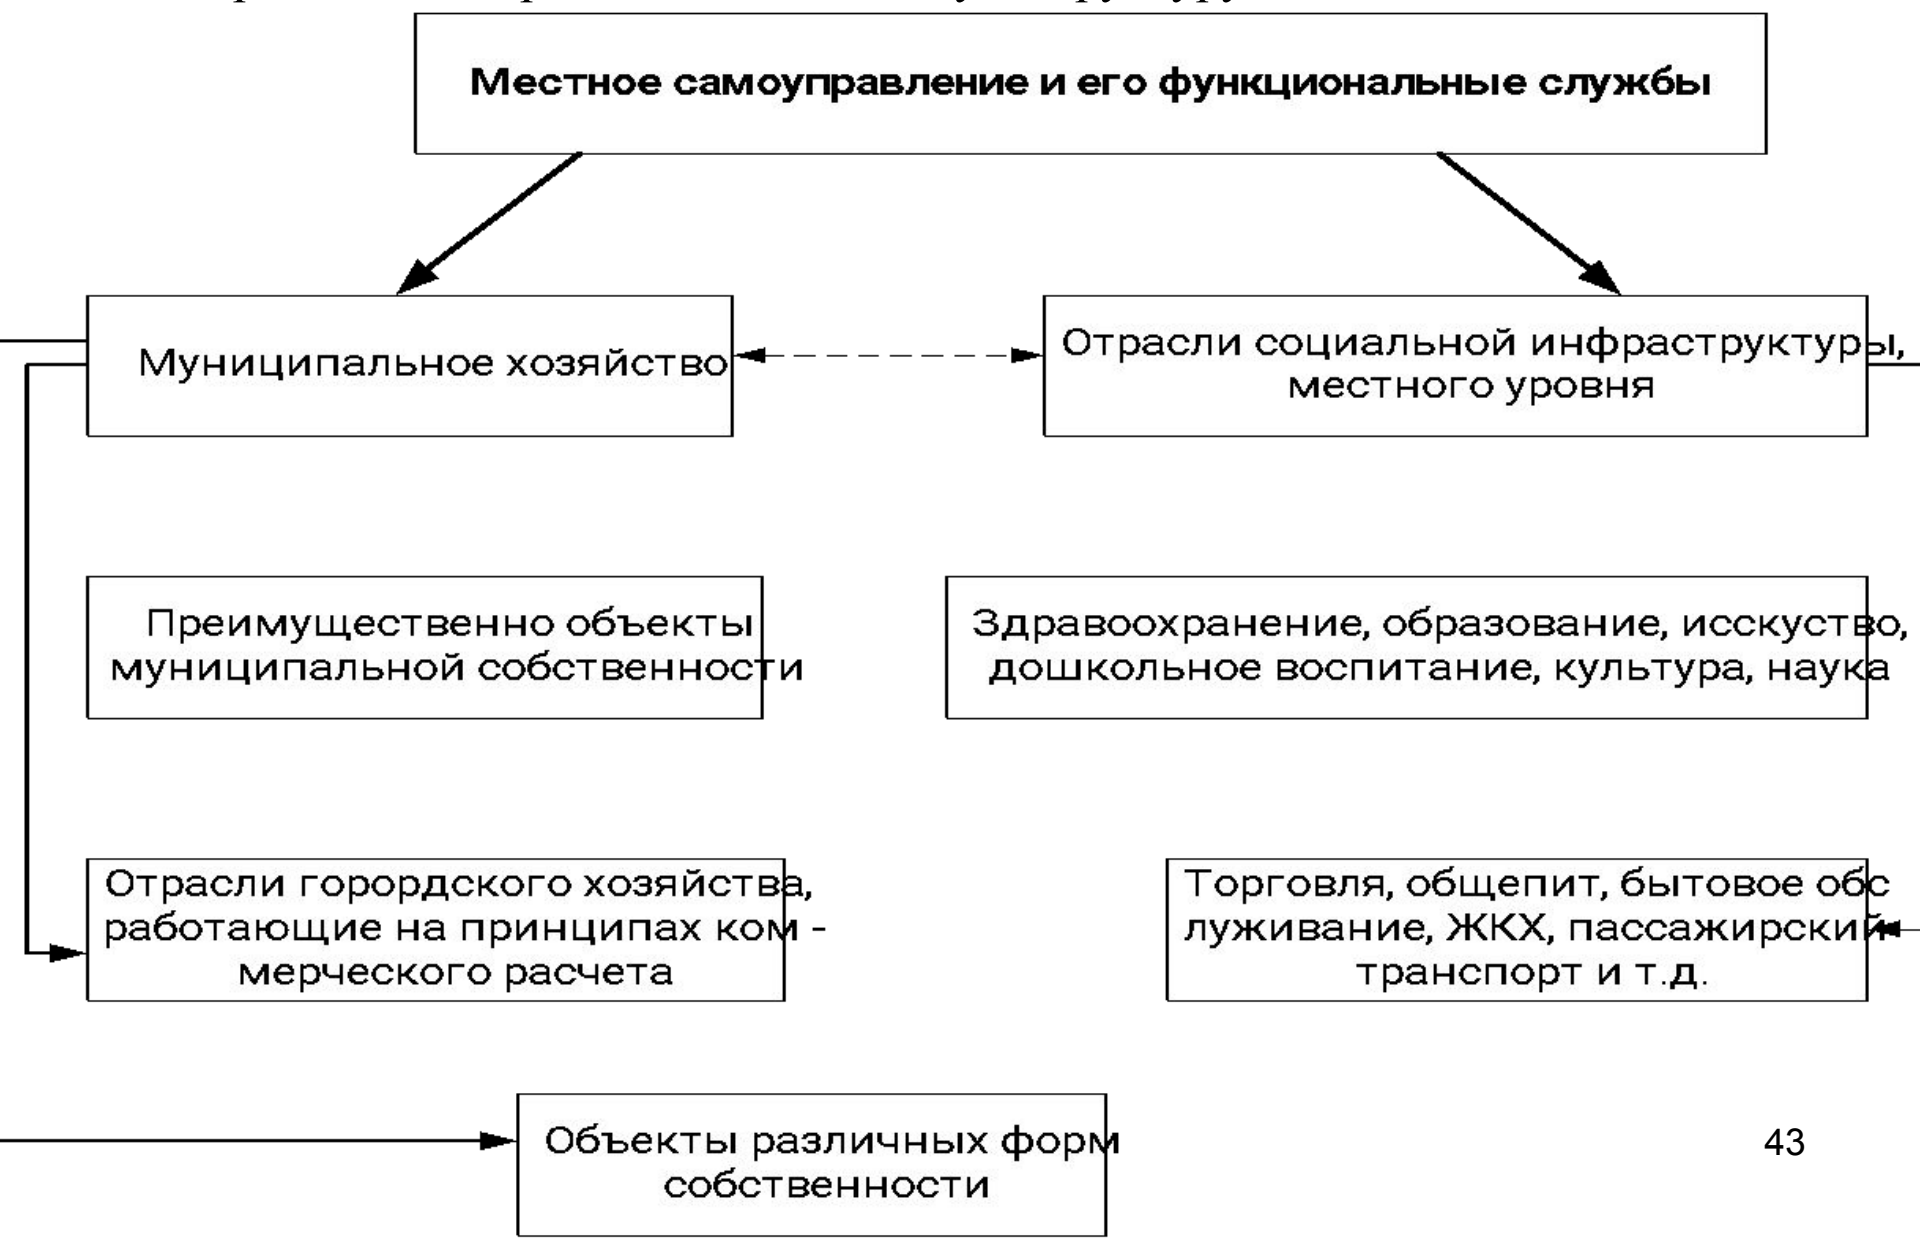 Местное самоуправление и его функциональные службы
Муниципальное хозяйство
Отрасли социальной инфраструктуры,
местного уровня
Преимущественно объекты
муниципальной собственности
Здравоохранение, образование, исскуство,
дошкольное воспитание, культура, наука
Отрасли горордского хозяйства,
работающие на принципах ком -
мерческого расчета
Торговля, общепит, бытовое обс
луживание, ЖКХ, пассажирский
транспорт и т.д.
Объекты различных форм
собственности
43